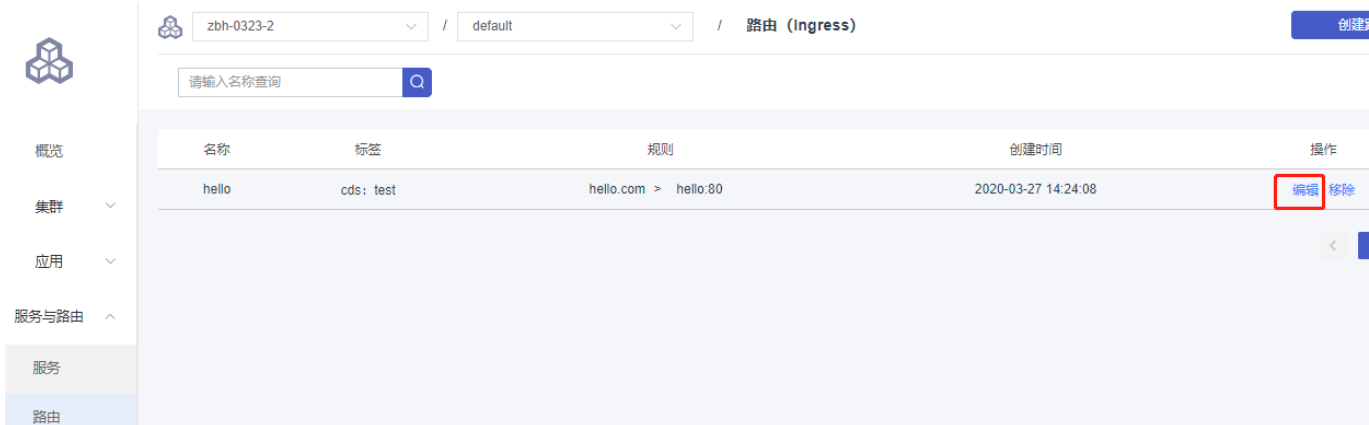 zbh-0323-2 / default / 路由（Ingress） 创建
请输入名称查询
概览
集群
应用
服务与路由
服务
路由
名称 标签 规则 创建时间 操作
hello cds：test hello.com > hello:80 2020-03-27 14:24:08 编辑 移除